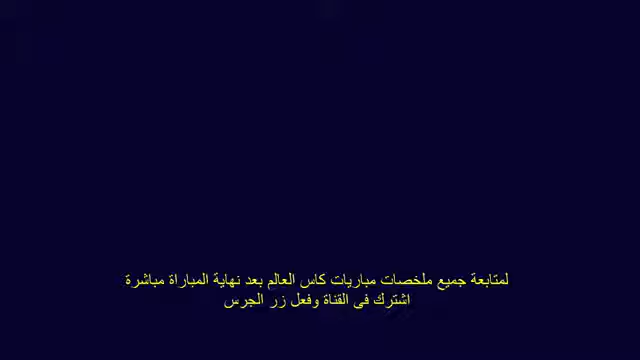 لمتابعة جميع ملخصات مباريات كاس العالم بعد نهاية المباراة مباشرة
اشترك فى القناة وفعل زر الجرس